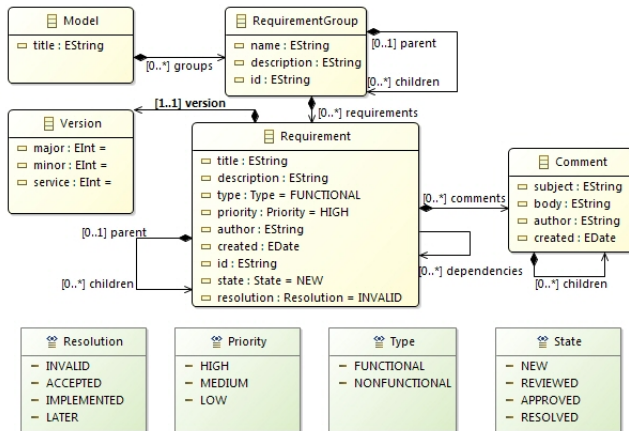 Model
title : EString
[0..*] groups
RequirementGroup
name : EString
description : EString
id : EString
[0..1] parent
[0..*] children
[1..1] version
[0..*] requirements
Version
major : EInt =
minor : EInt =
service : EInt =
Requirement
title : EString
description : EString
type : Type = FUNCTIONAL
priority : Priority = HIGH
author : EString
created : EDate
id : EString
state : State = NEW
resolution : Resolution = INVALID
[0..1] parent
[0..*] children
[0..*] comments
[0..*] dependencies
Comment
subject : EString
body : EString
author : EString
created : EDate
[0..*] children
Resolution
INVALID
ACCEPTED
IMPLEMENTED
LATER
Priority
HIGH
MEDIUM
LOW
Type
FUNCTIONAL
NONFUNCTIONAL
State
NEW
REVIEWED
APPROVED
RESOLVED